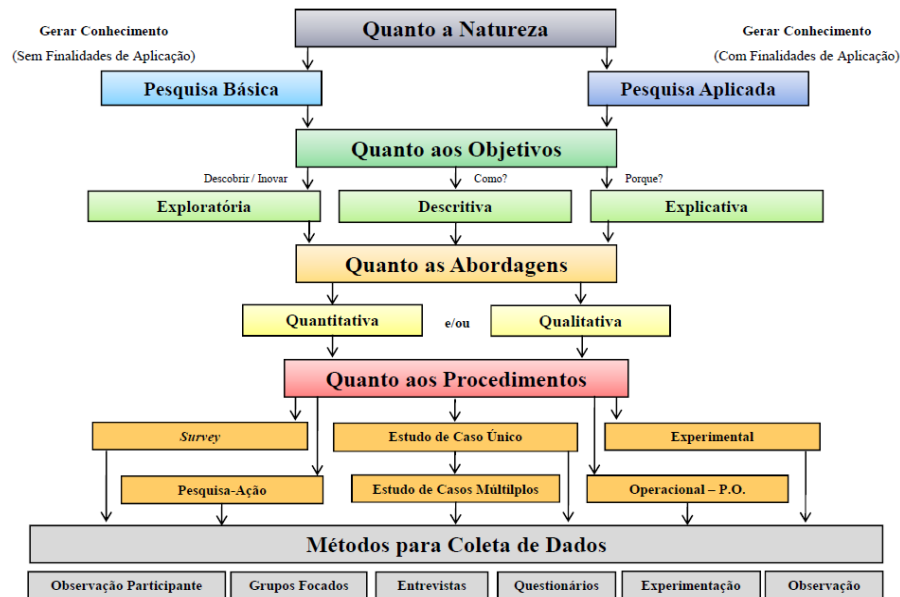 Quanto a Natureza
Gerar Conhecimento
(Sem Finalidades de Aplicação)
Gerar Conhecimento
(Com Finalidades de Aplicação)
Pesquisa Básica
Pesquisa Aplicada
Quanto aos Objetivos
Descobrir / Inovar
Como?
Porque?
Exploratória
Descritiva
Explicativa
Quanto as Abordagens
Quantitativa
e/ou
Qualitativa
Quanto aos Procedimentos
Survey
Estudo de Caso Único
Experimental
Pesquisa-Ação
Estudo de Casos Múltílplos
Operacional – P.O.
Métodos para Coleta de Dados
Observação Participante
Grupos Focados
Entrevistas
Questionários
Experimentação
Observação